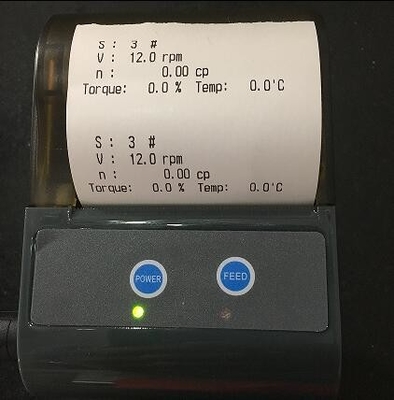 S: 3 #
V: 12.0 rpm
n: 0.00 cp
Torque: 0.0 % Temp: 0.0'C
S: 3 #
V: 12.0 rpm
n: 0.00 cp
Torque: 0.0 % Temp: 0.0'C
POWER
FEED